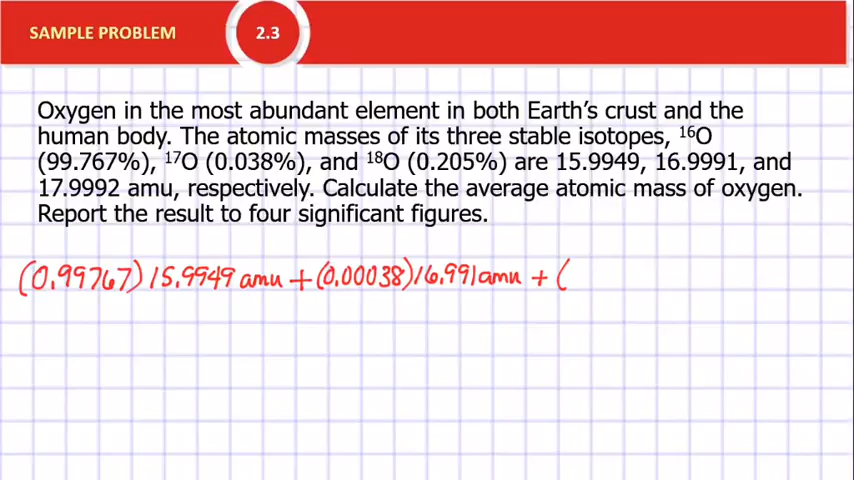 SAMPLE PROBLEM 2.3
Oxygen in the most abundant element in both Earth's crust and the
human body. The atomic masses of its three stable isotopes, ¹⁶O
(99.767%), ¹⁷O (0.038%), and ¹⁸O (0.205%) are 15.9949, 16.9991, and
17.9992 amu, respectively. Calculate the average atomic mass of oxygen.
Report the result to four significant figures.
(0.99767) 15.9949 amu + (0.00038) 16.991 amu + (